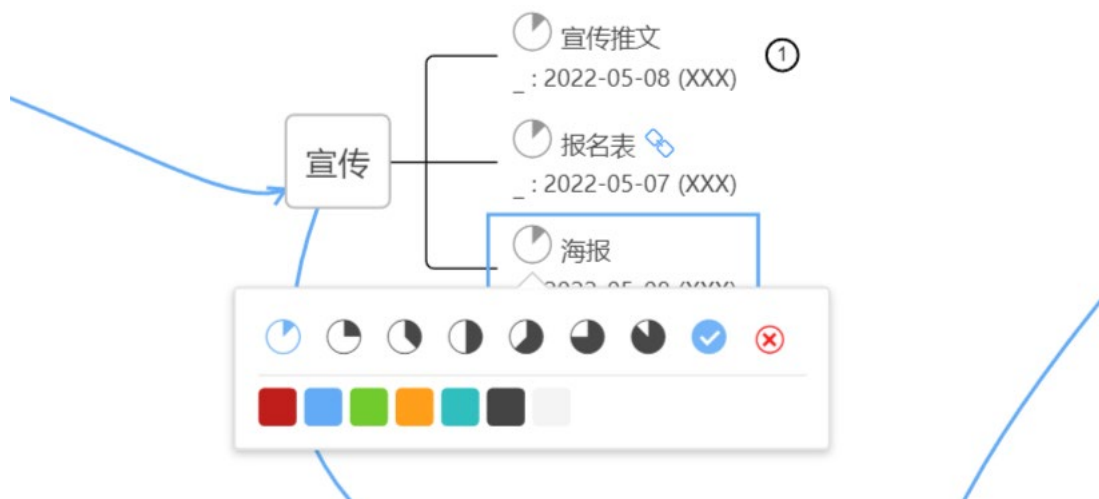 宣传推文
①
_ : 2022-05-08 (XXX)
宣传
报名表
_ : 2022-05-07 (XXX)
海报